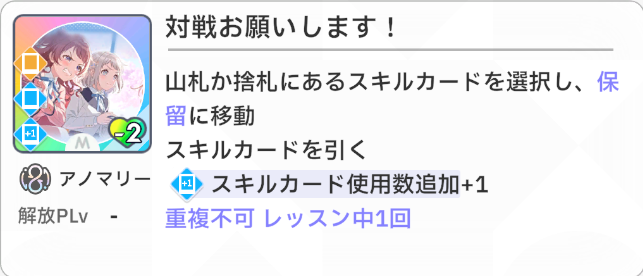 対戦お願いします！
山札か捨札にあるスキルカードを選択し、保
留に移動
スキルカードを引く
+1 スキルカード使用数追加+1
重複不可 レッスン中1回
+1
-2
M
アノマリー
解放PLv -